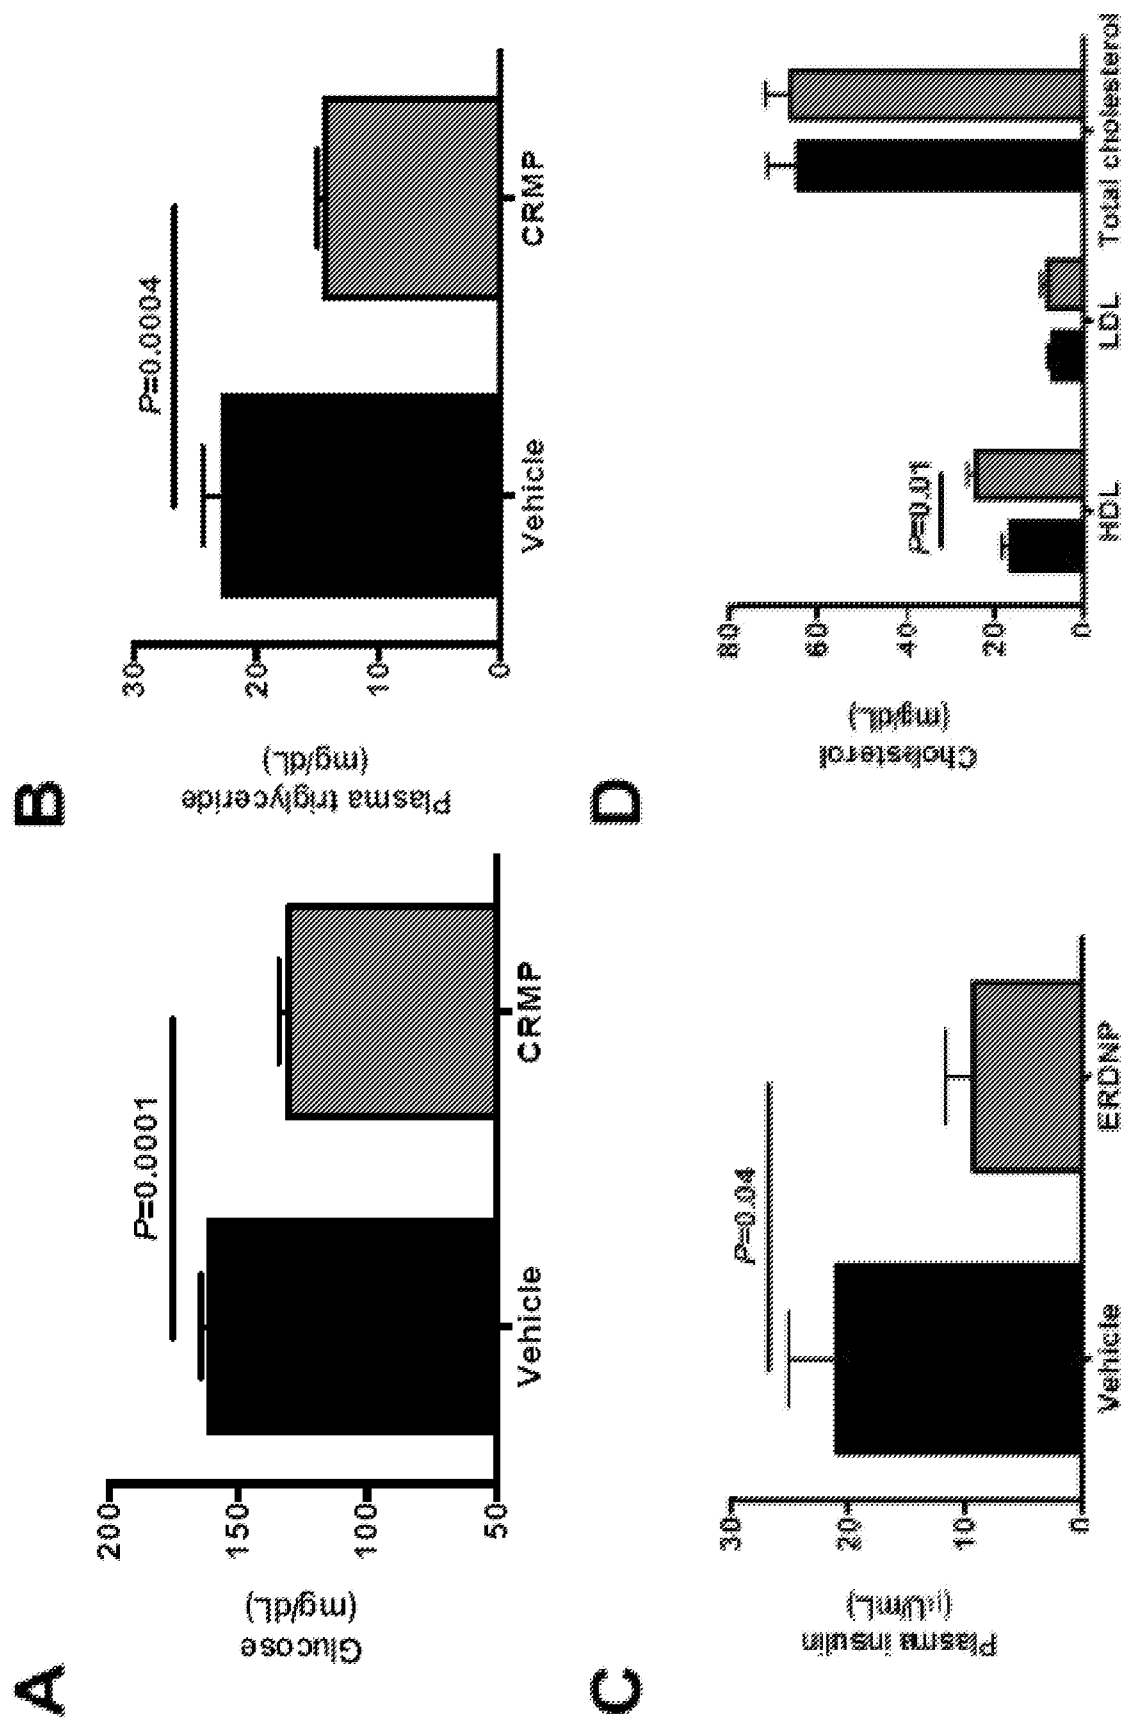 A
Glucose
(mg/dL)
200
150
100
50
P=0.0001
Vehicle
CRMP
B
Plasma triglyceride
(mg/dL)
30
20
10
0
P=0.0004
Vehicle
CRMP
C
Plasma insulin
(μU/mL)
30
20
10
0
P=0.04
Vehicle
ERDNP
D
Cholesterol
(mg/dL)
80
60
40
20
0
P=0.01
HDL
LDL
Total cholesterol